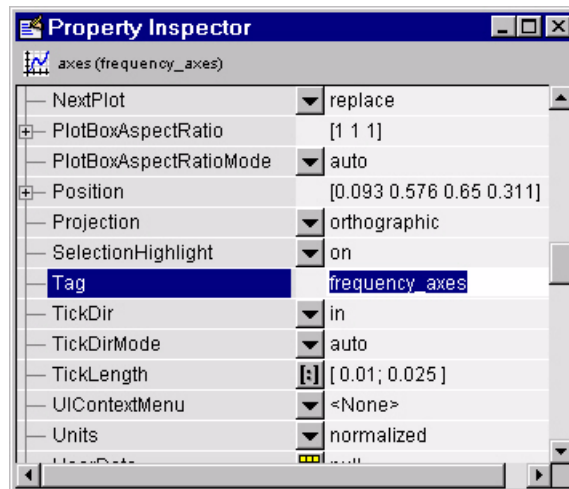 Property Inspector
axes (frequency_axes)
NextPlot replace
PlotBoxAspectRatio [1 1 1]
PlotBoxAspectRatioMode auto
Position [0.093 0.576 0.65 0.311]
Projection orthographic
SelectionHighlight on
Tag frequency_axes
TickDir in
TickDirMode auto
TickLength [:] [ 0.01; 0.025 ]
UIContextMenu <None>
Units normalized